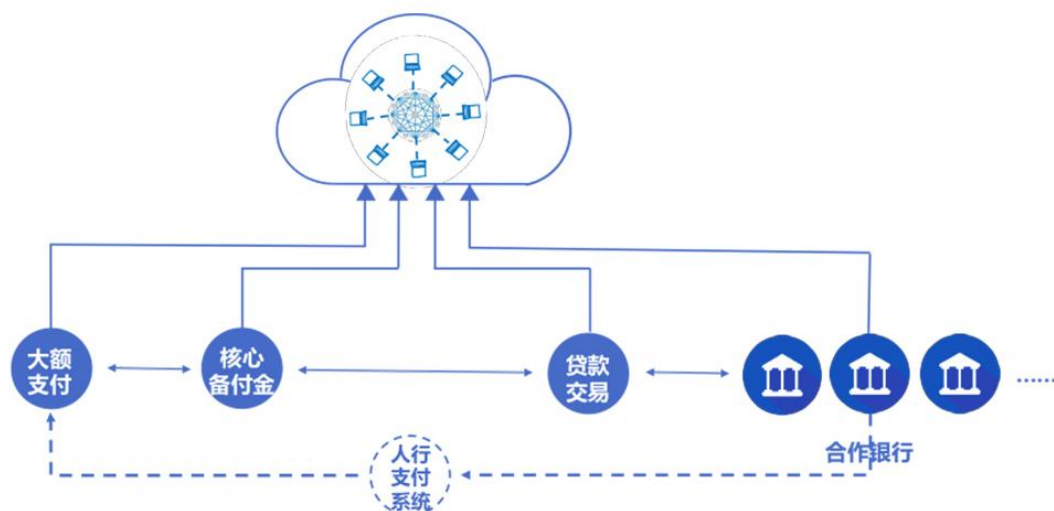 大额
支付
核心
备付金
贷款
交易
......
合作银行
人行
支付
系统